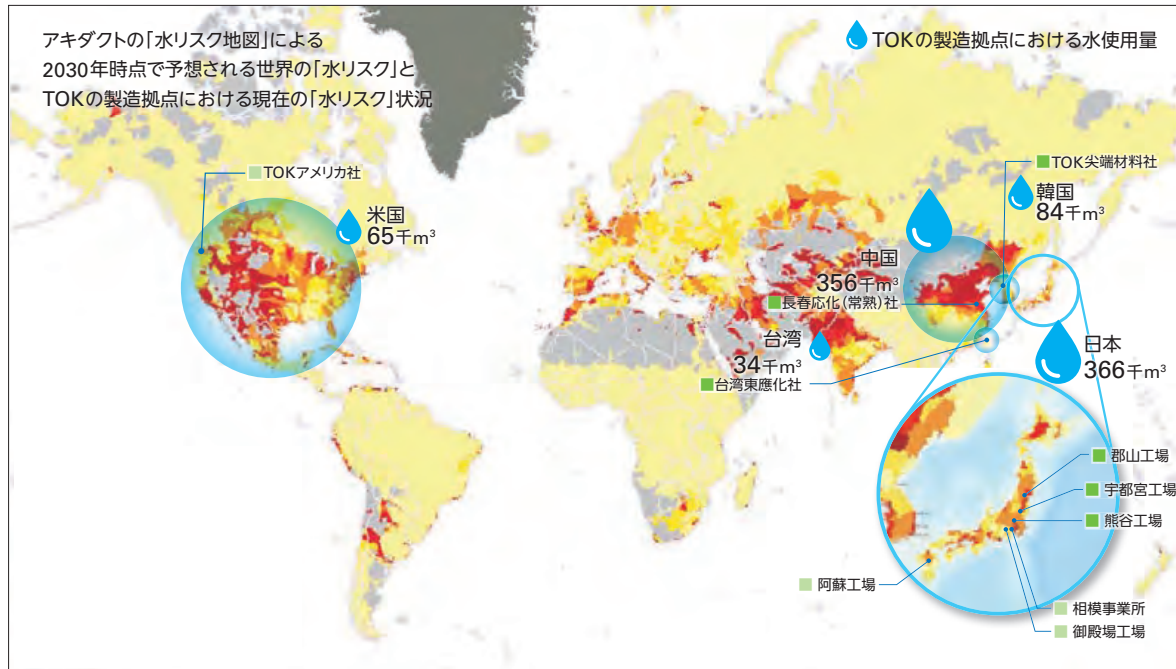 アキダクトの「水リスク地図」による
2030年時点で予想される世界の「水リスク」と
TOKの製造拠点における現在の「水リスク」状況
TOKの製造拠点における水使用量
TOKアメリカ社
米国
65千m³
TOK尖端材料社
韓国
84千m³
中国
356千m³
長春応化(常熟)社
台湾
34千m³
台湾東應化社
日本
366千m³
郡山工場
宇都宮工場
熊谷工場
阿蘇工場
相模事業所
御殿場工場